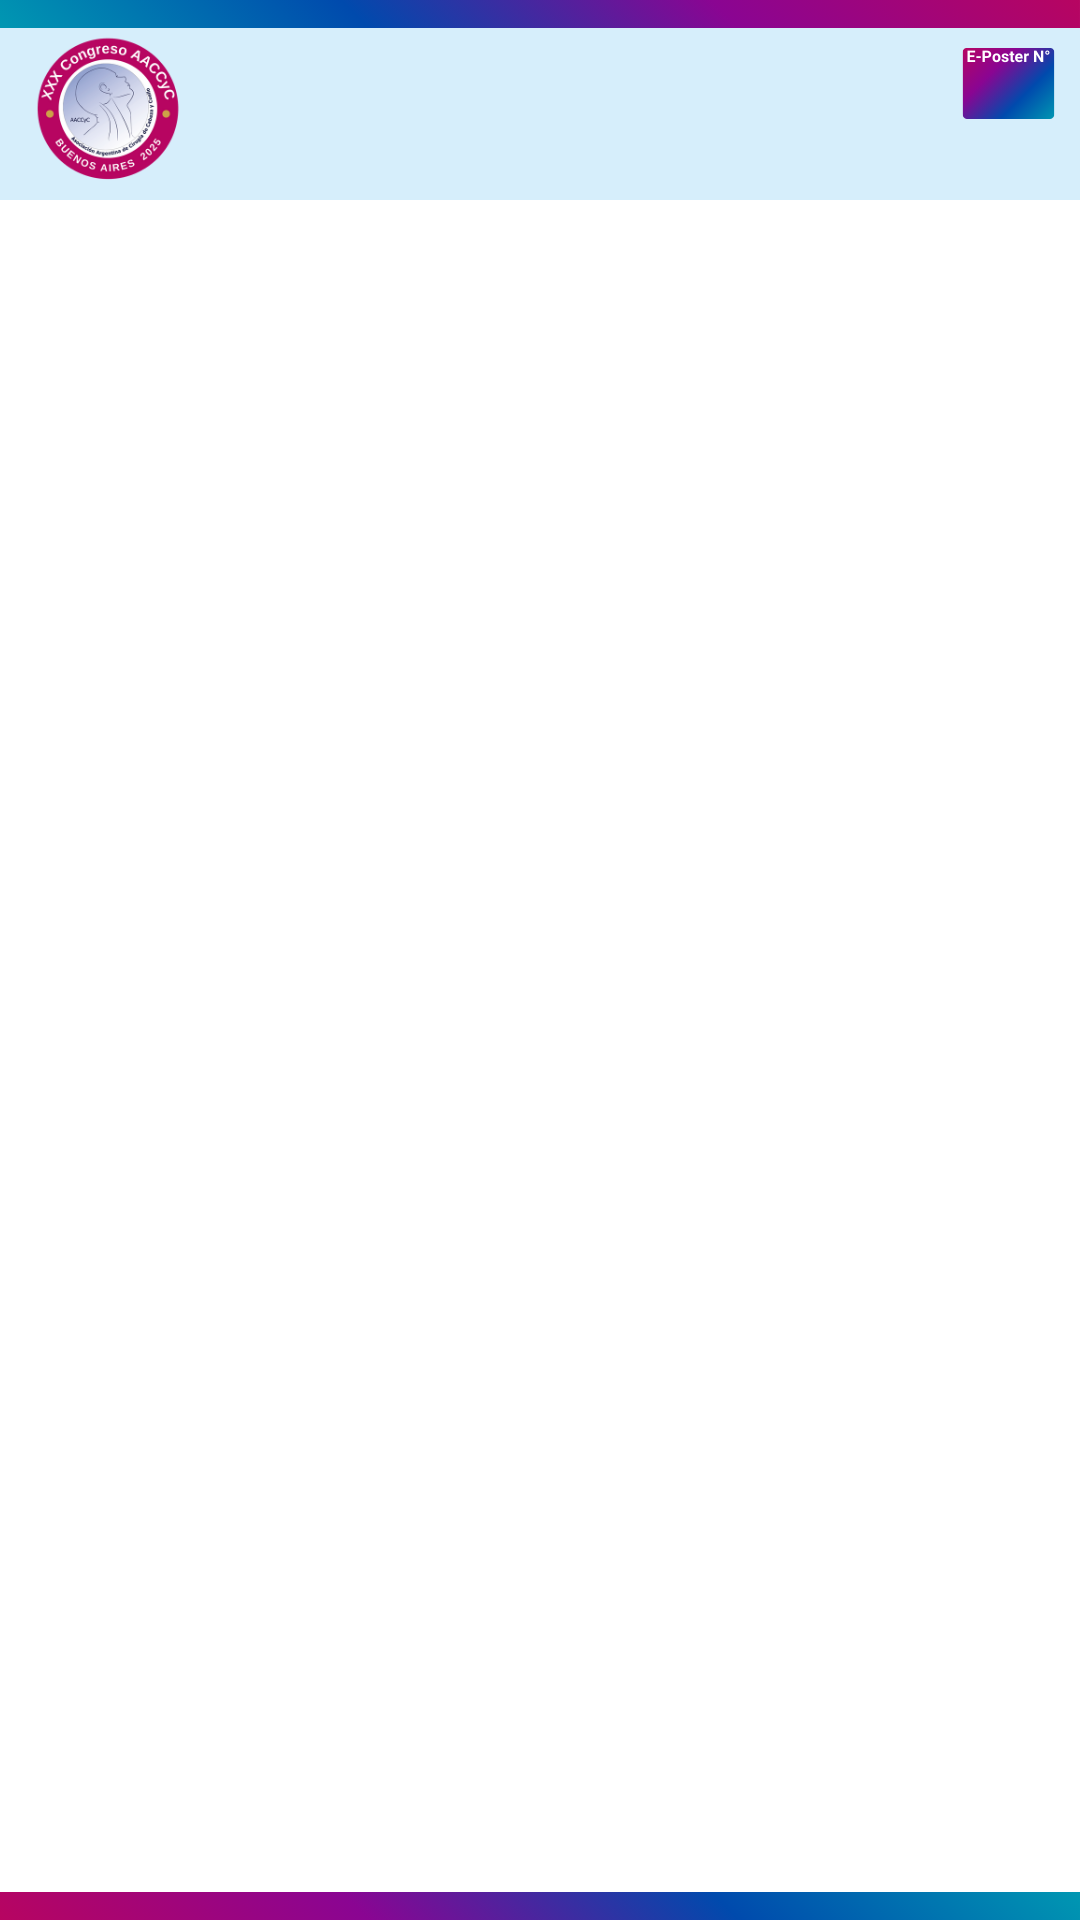 XXX Congreso AACCyC
AACCyC
Asociación Argentina de Cirugía de Cabeza y Cuello
BUENOS AIRES 2025
E-Poster N°